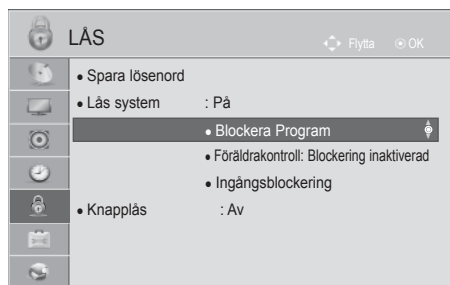 LÅS
Flytta OK
• Spara lösenord
• Lås system : På
• Blockera Program
• Föräldrakontroll: Blockering inaktiverad
• Ingångsblockering
• Knapplås : Av